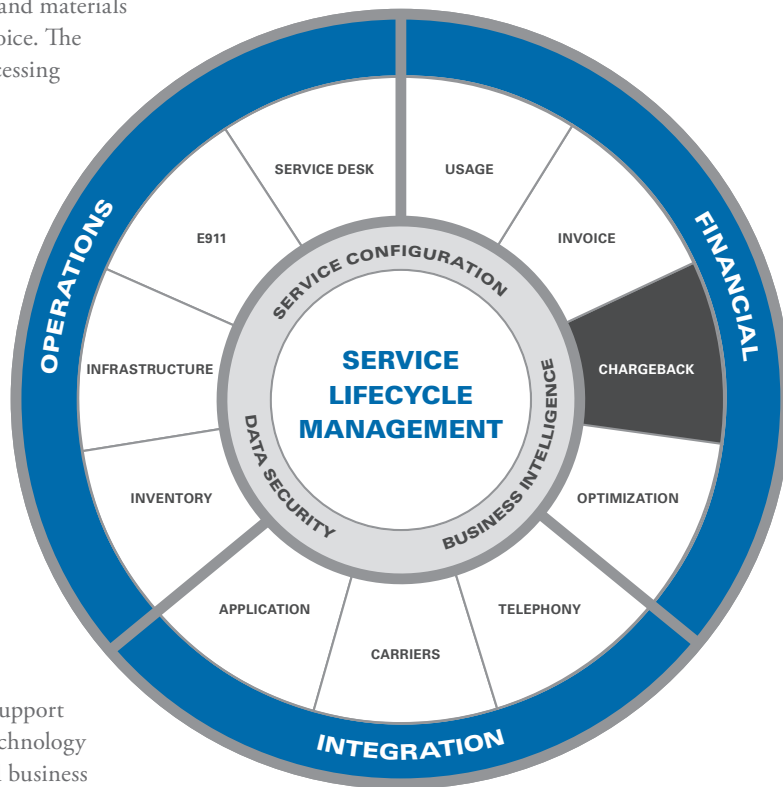 and materials
oice. The
cessing
OPERATIONS
FINANCIAL
INTEGRATION
SERVICE DESK
USAGE
E911
INVOICE
INFRASTRUCTURE
CHARGEBACK
INVENTORY
OPTIMIZATION
APPLICATION
TELEPHONY
CARRIERS
SERVICE CONFIGURATION
DATA SECURITY
BUSINESS INTELLIGENCE
SERVICE
LIFECYCLE
MANAGEMENT
upport
chnology
business